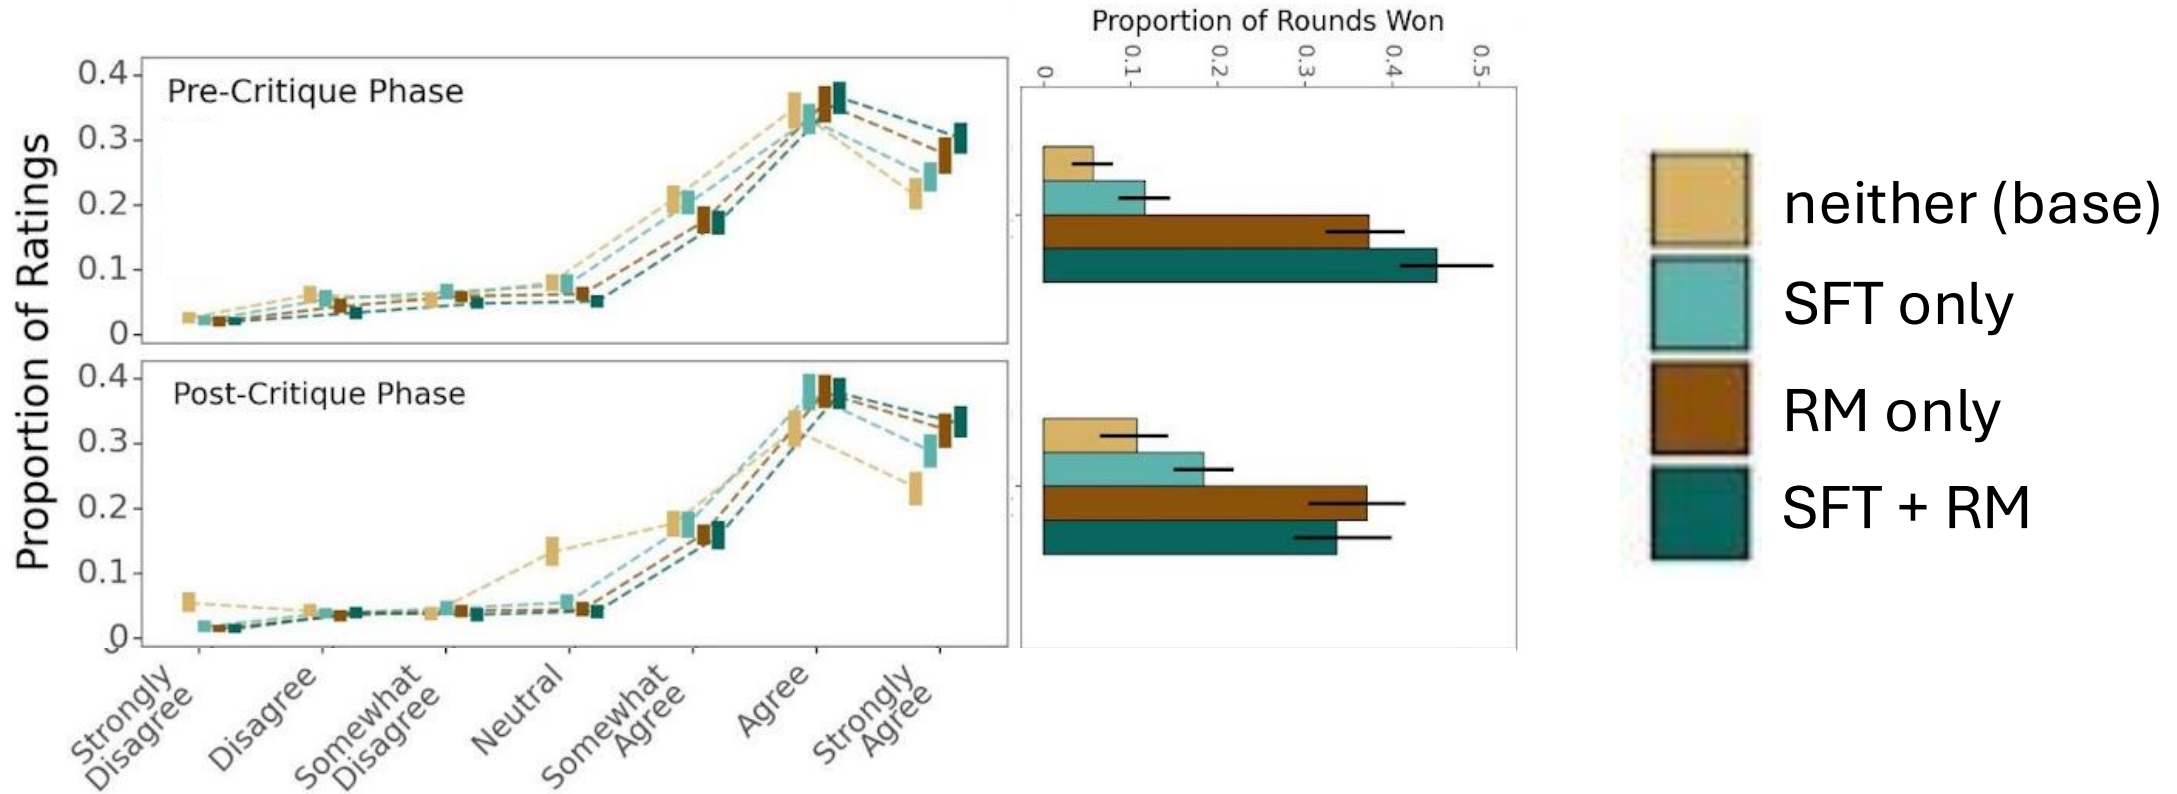 Proportion of Rounds Won
0
0.1
0.2
0.3
0.4
0.5
Proportion of Ratings
Pre-Critique Phase
0.4
0.3
0.2
0.1
0
Post-Critique Phase
0.4
0.3
0.2
0.1
0
Strongly
Disagree
Disagree
Somewhat
Disagree
Neutral
Somewhat
Agree
Agree
Strongly
Agree
neither (base)
SFT only
RM only
SFT + RM